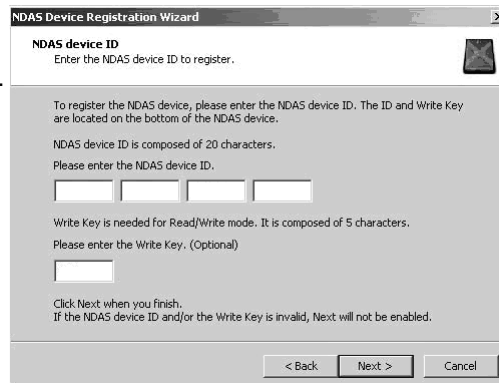 NDAS Device Registration Wizard
NDAS device ID
Enter the NDAS device ID to register.
To register the NDAS device, please enter the NDAS device ID. The ID and Write Key
are located on the bottom of the NDAS device.
NDAS device ID is composed of 20 characters.
Please enter the NDAS device ID.
Write Key is needed for Read/Write mode. It is composed of 5 characters.
Please enter the Write Key. (Optional)
Click Next when you finish.
If the NDAS device ID and/or the Write Key is invalid, Next will not be enabled.
< Back Next > Cancel